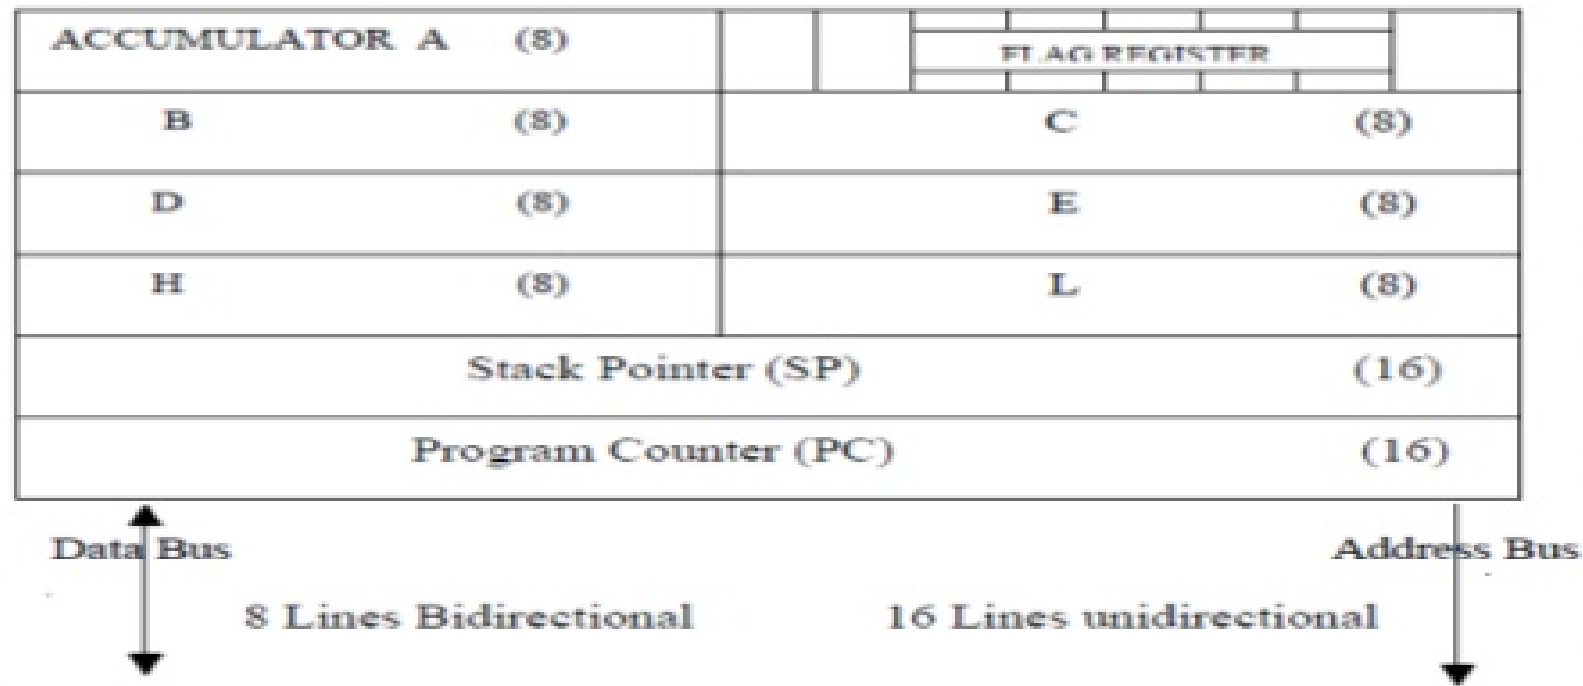 ACCUMULATOR A (8)
FLAG REGISTER
B (8) C (8)
D (8) E (8)
H (8) L (8)
Stack Pointer (SP) (16)
Program Counter (PC) (16)
Data Bus Address Bus
8 Lines Bidirectional 16 Lines unidirectional